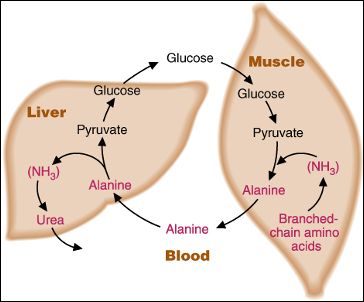 Glucose
Muscle
Glucose
Glucose
Liver
Pyruvate
Pyruvate
(NH₃)
(NH₃)
Alanine
Alanine
Urea
Alanine
Branched-
chain amino
acids
Blood